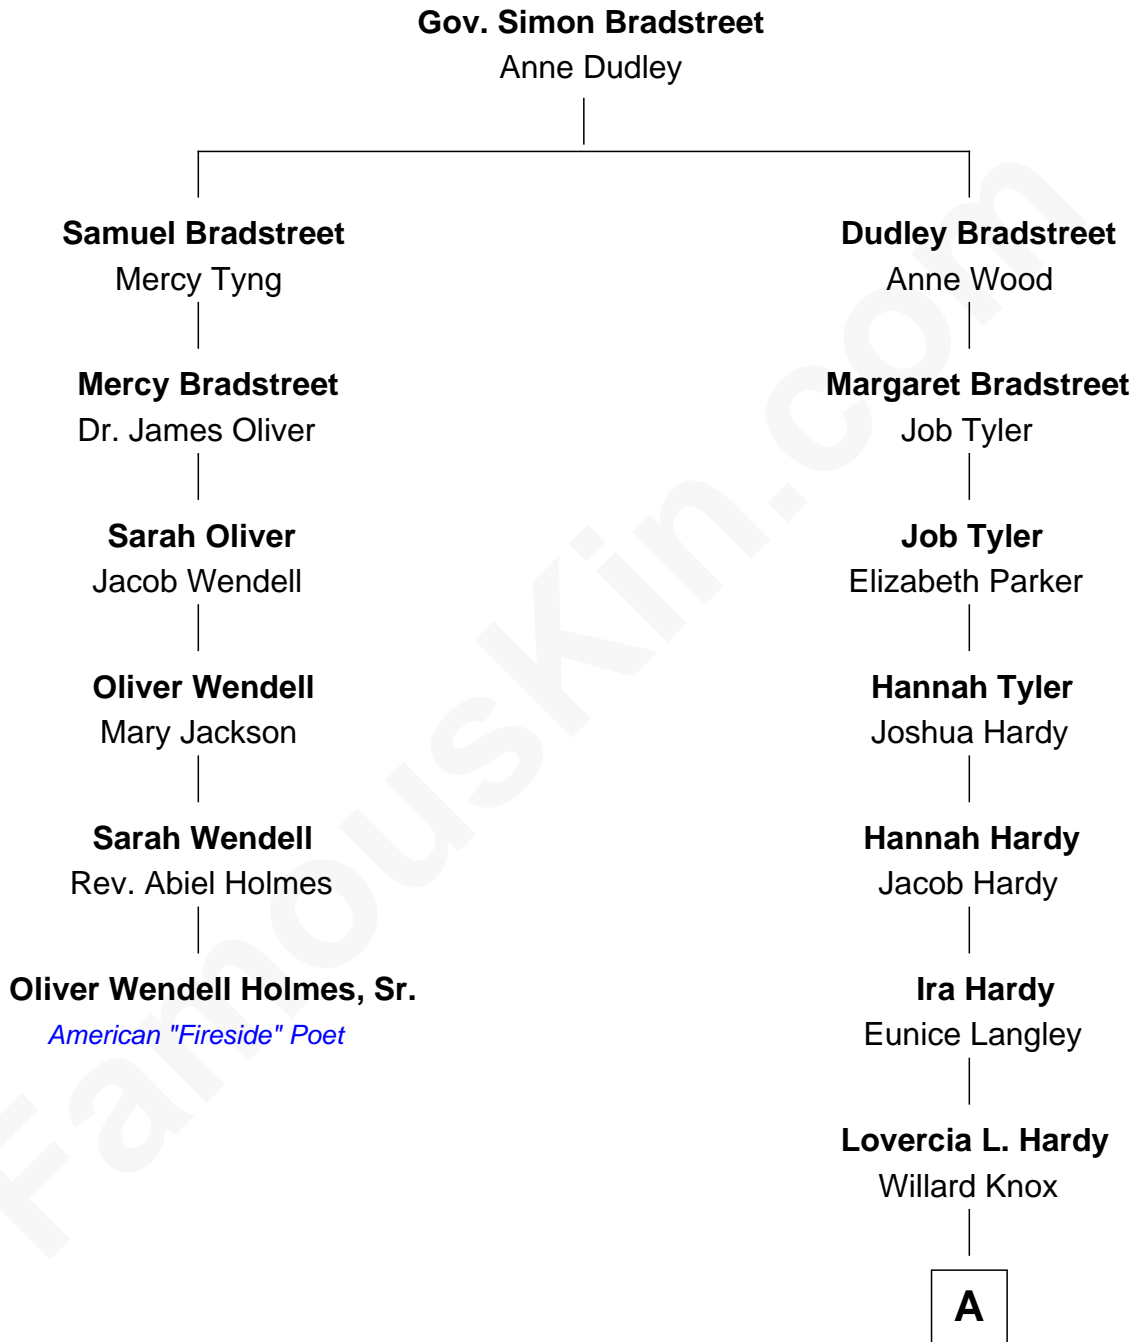 Gov. Simon Bradstreet
Anne Dudley
Samuel Bradstreet
Mercy Tyng
Mercy Bradstreet
Dr. James Oliver
Sarah Oliver
Jacob Wendell
Oliver Wendell
Mary Jackson
Sarah Wendell
Rev. Abiel Holmes
Oliver Wendell Holmes, Sr.
American "Fireside" Poet
Dudley Bradstreet
Anne Wood
Margaret Bradstreet
Job Tyler
Job Tyler
Elizabeth Parker
Hannah Tyler
Joshua Hardy
Hannah Hardy
Jacob Hardy
Ira Hardy
Eunice Langley
Lovercia L. Hardy
Willard Knox
A
FamousKin.com